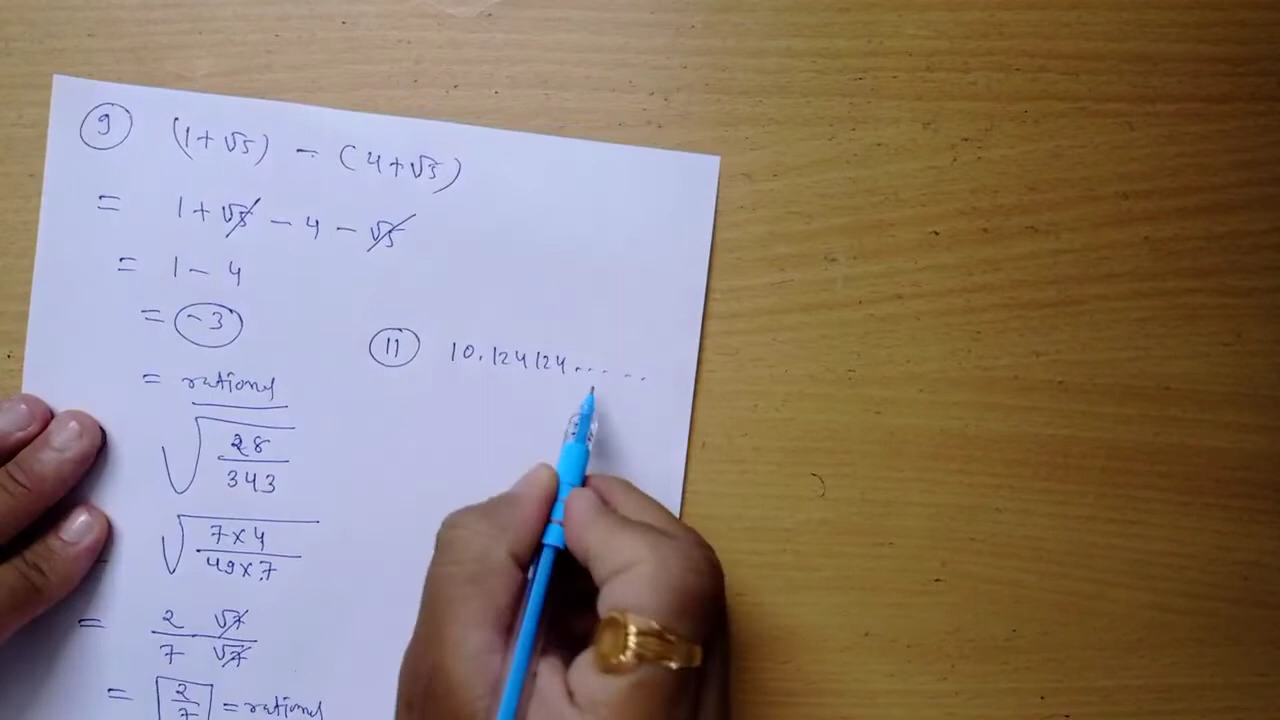 9 (1+√5) - (4+√5)
= 1+√5 - 4 - √5
= 1 - 4
= -3
= rational
√28/343
√7×4/49×7
= 2 √7/7 √7
= 2/7 = rational
11 10.124124......